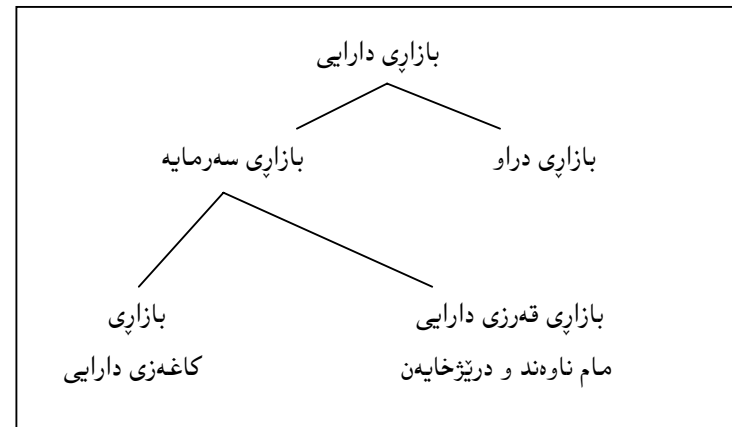 بازاڕی دارایی
بازاڕی دراو
بازاڕی سەرمایە
بازاڕی قەرزی دارایی
مام ناوەند و درێژخایەن
بازاڕی
کاغەزی دارایی